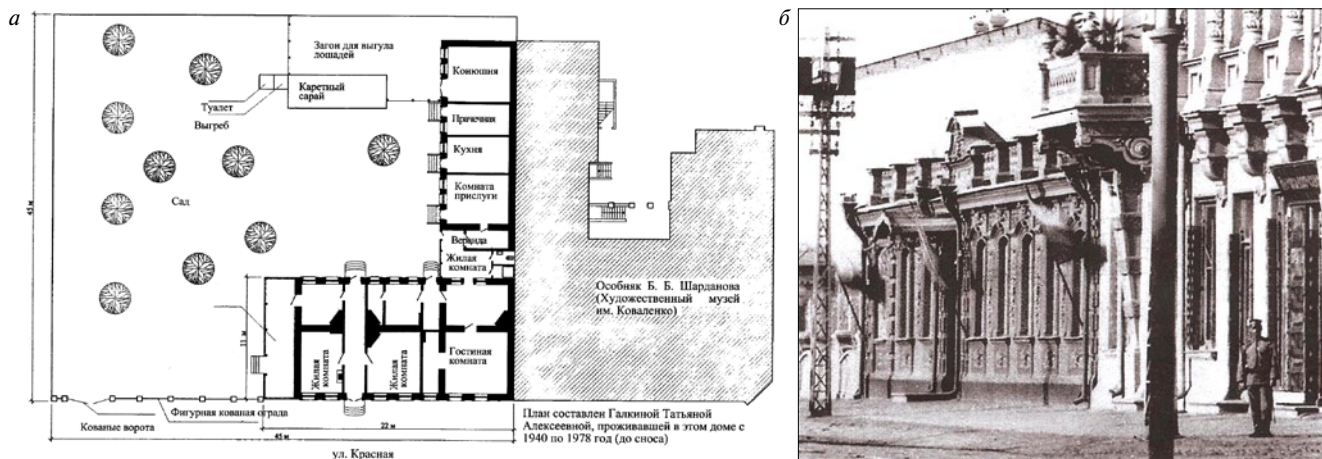 а
б
Загон для выгула
лошадей
Каретный
сарай
Туалет
Выгреб
Конюшня
Прачечная
Кухня
Комната
прислуги
Сад
45 м
Веранда
Жилая
комната
Особняк Б. Б. Шарданова
(Художественный музей
им. Коваленко)
11 м
Жилая
комната
Жилая
комната
Гостиная
комната
Фигурная кованая ограда
Кованые ворота
22 м
45 м
ул. Красная
План составлен Галкиной Татьяной
Алексеевной, проживавшей в этом доме с
1940 по 1978 год (до сноса)